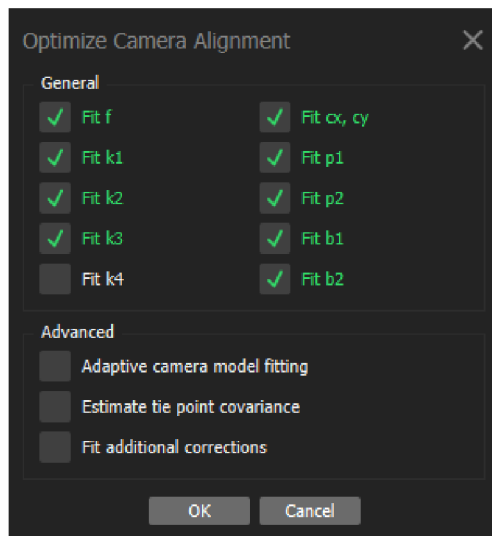 Optimize Camera Alignment
General
Fit f
Fit cx, cy
Fit k1
Fit p1
Fit k2
Fit p2
Fit k3
Fit b1
Fit k4
Fit b2
Advanced
Adaptive camera model fitting
Estimate tie point covariance
Fit additional corrections
OK
Cancel